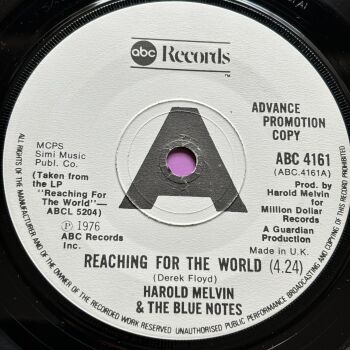 abc Records
TM
ADVANCE
PROMOTION
COPY
MCPS
Simi Music
Publ. Co.
(Taken from
the LP
"Reaching For
The World"—
ABCL 5204)
Ⓟ 1976
ABC Records
Inc.
A
ABC 4161
(ABC.4161A)
Prod. by
Harold Melvin
for
Million Dollar
Records
A Guardian
Production
Made in U.K.
REACHING FOR THE WORLD (4.24)
(Derek Floyd)
HAROLD MELVIN
& THE BLUE NOTES
ALL RIGHTS OF THE MANUFACTURER AND OF THE OWNER OF THE RECORDED WORK RESERVED UNAUTHORISED PUBLIC PERFORMANCE BROADCASTING AND COPYING OF THIS RECORD PROHIBITED